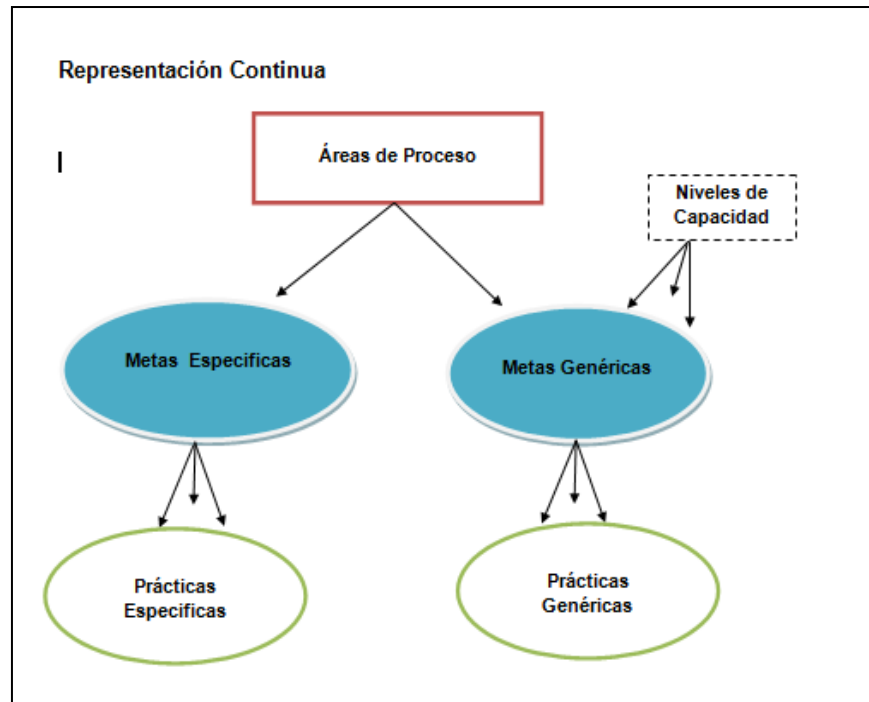 Representación Continua
Áreas de Proceso
Niveles de
Capacidad
Metas Especificas
Metas Genéricas
Prácticas
Especificas
Prácticas
Genéricas